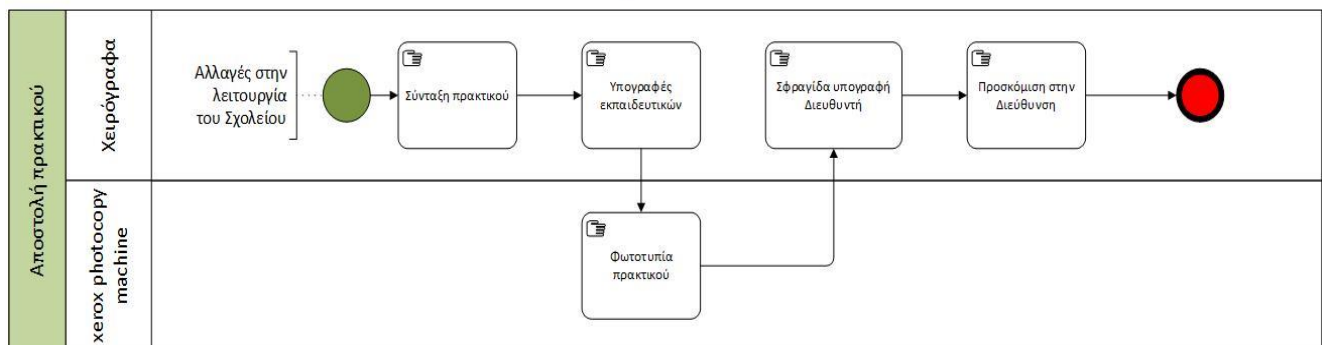 Αποστολή πρακτικού
Χειρόγραφα
Αλλαγές στην
λειτουργία
του Σχολείου
Σύνταξη πρακτικού
Υπογραφές
εκπαιδευτικών
Σφραγίδα υπογραφή
Διευθυντή
Προσκόμιση στην
Διεύθυνση
xerox photocopy
machine
Φωτοτυπία
πρακτικού